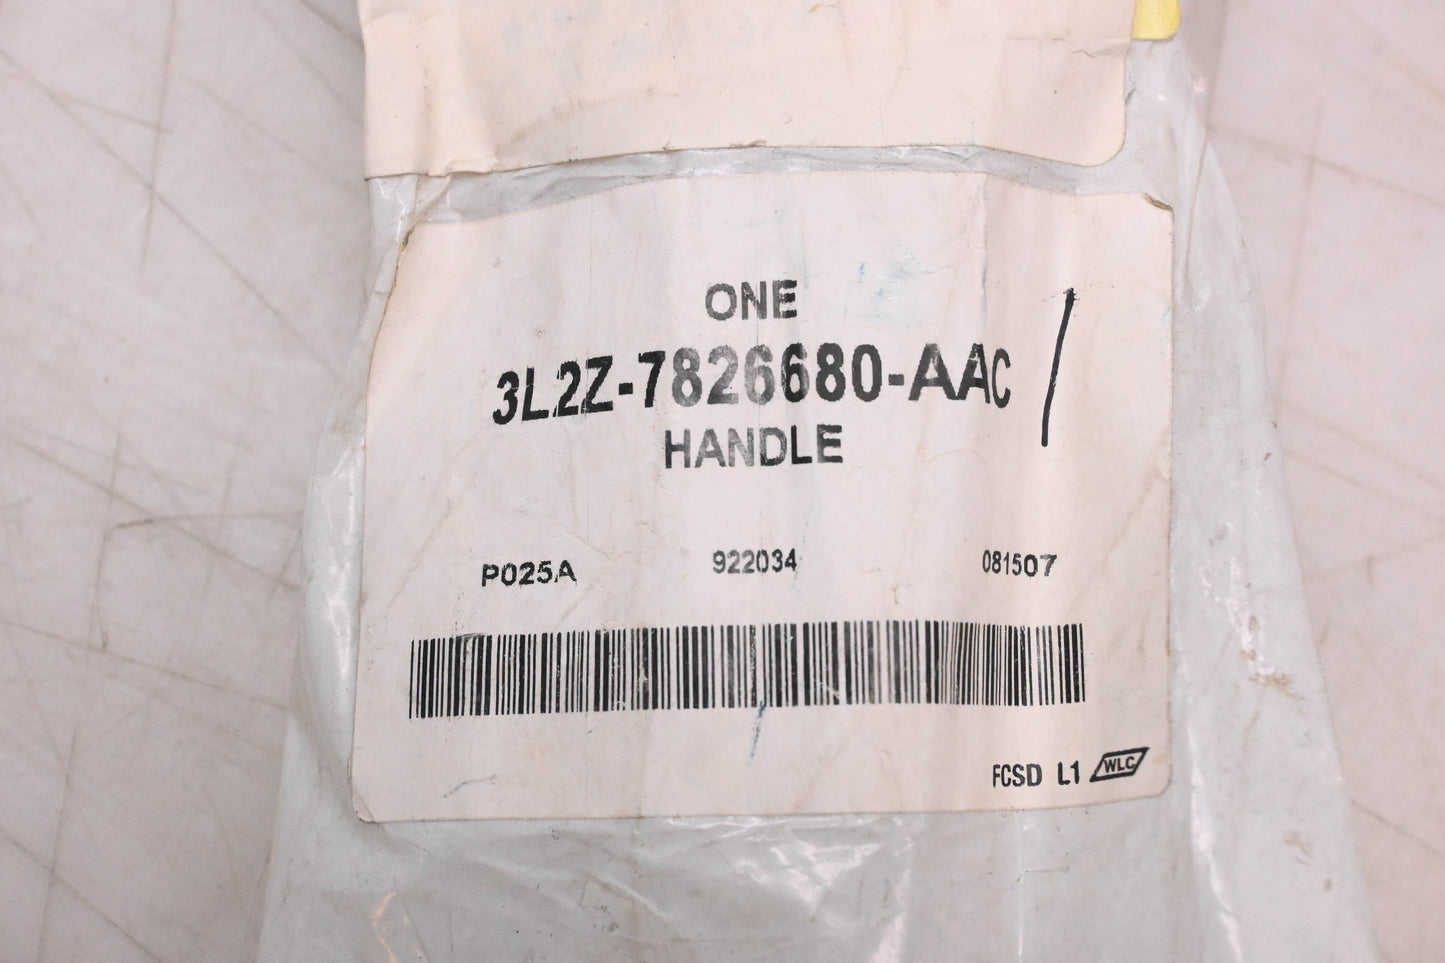 ONE
3L2Z-7826680-AAC
HANDLE
P025A 922034 081507
FCSD L1 WLC